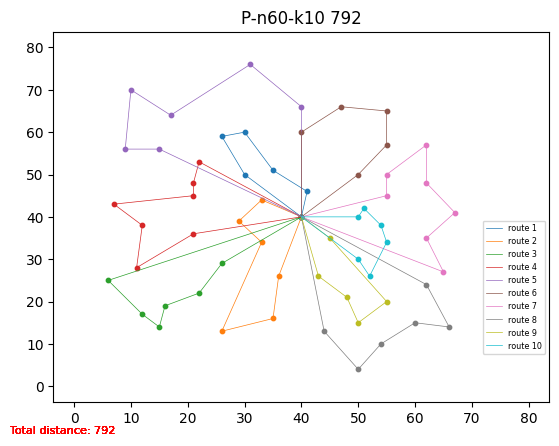 P-n60-k10 792
80
70
60
50
40
30
20
10
0
route 1
route 2
route 3
route 4
route 5
route 6
route 7
route 8
route 9
route 10
0 10 20 30 40 50 60 70 80
Total distance: 792